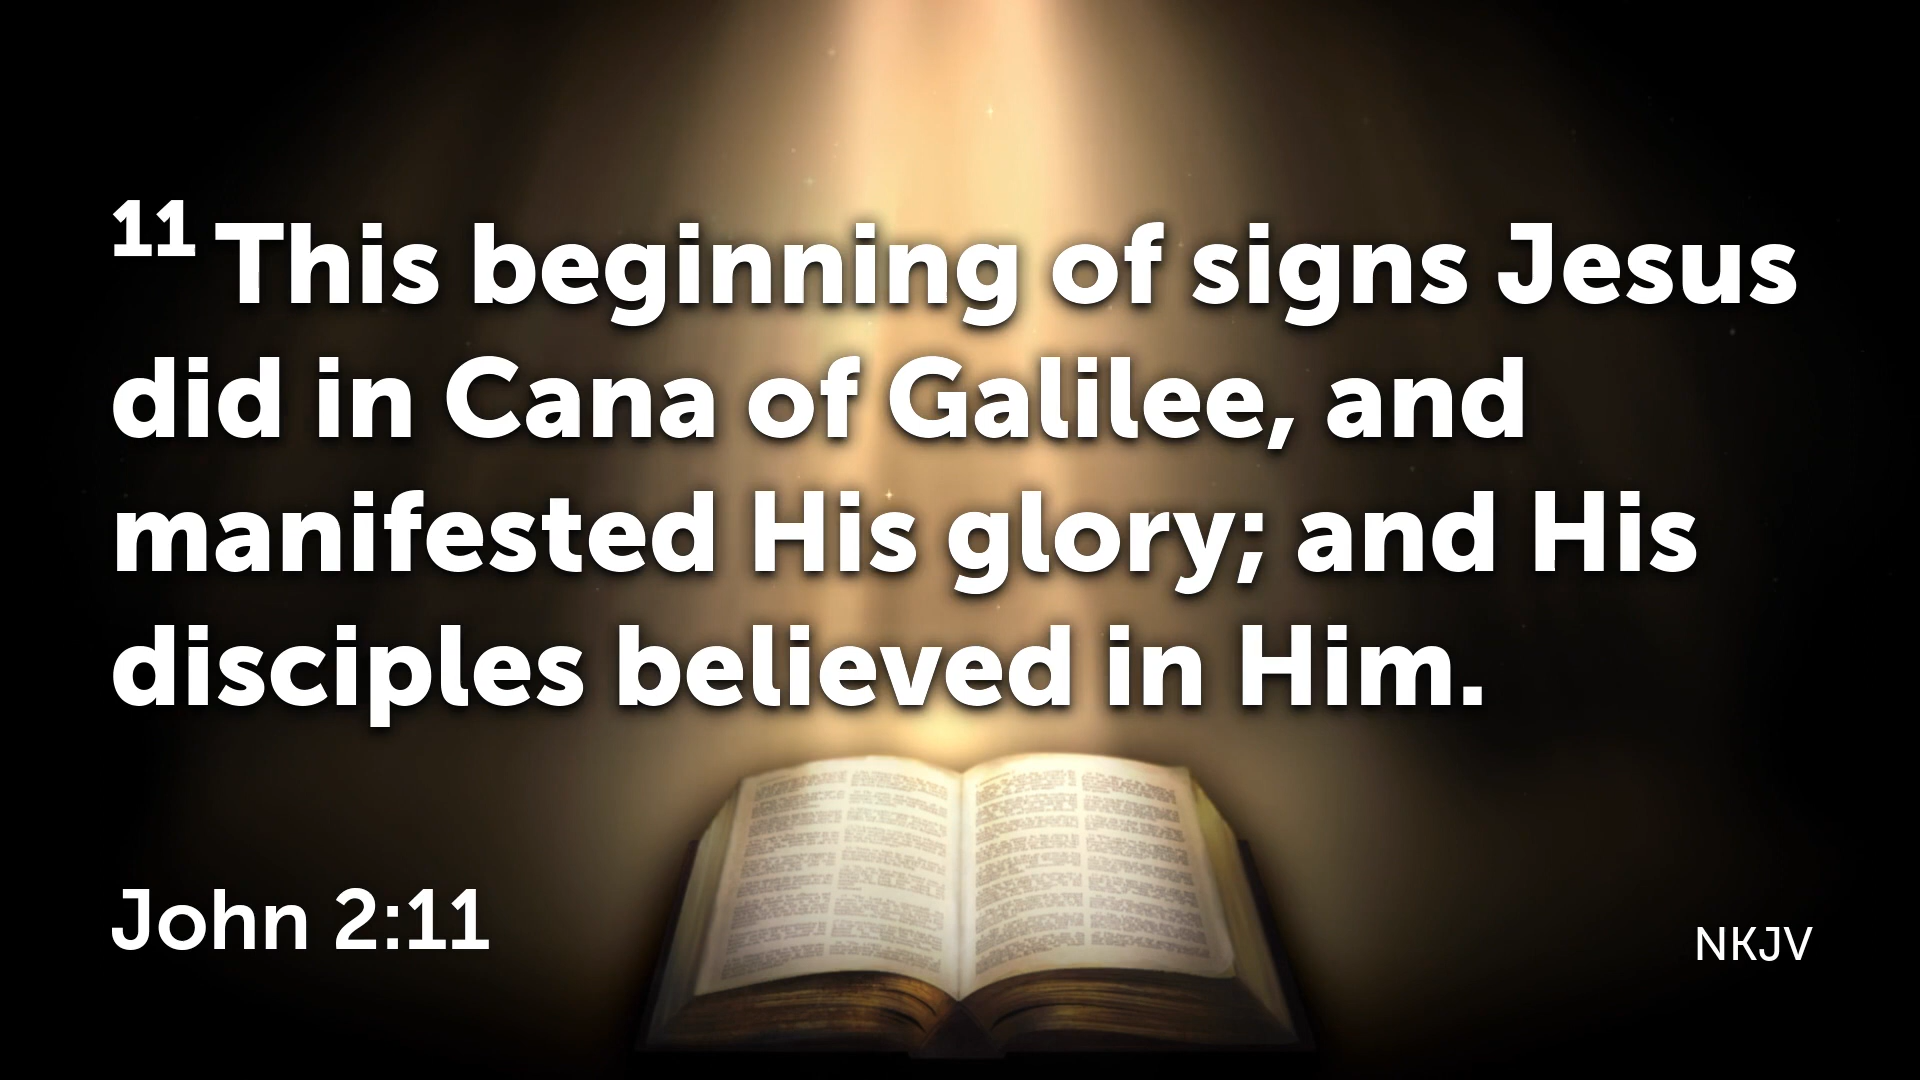 11 This beginning of signs Jesus
did in Cana of Galilee, and
manifested His glory; and His
disciples believed in Him.
John 2:11
NKJV